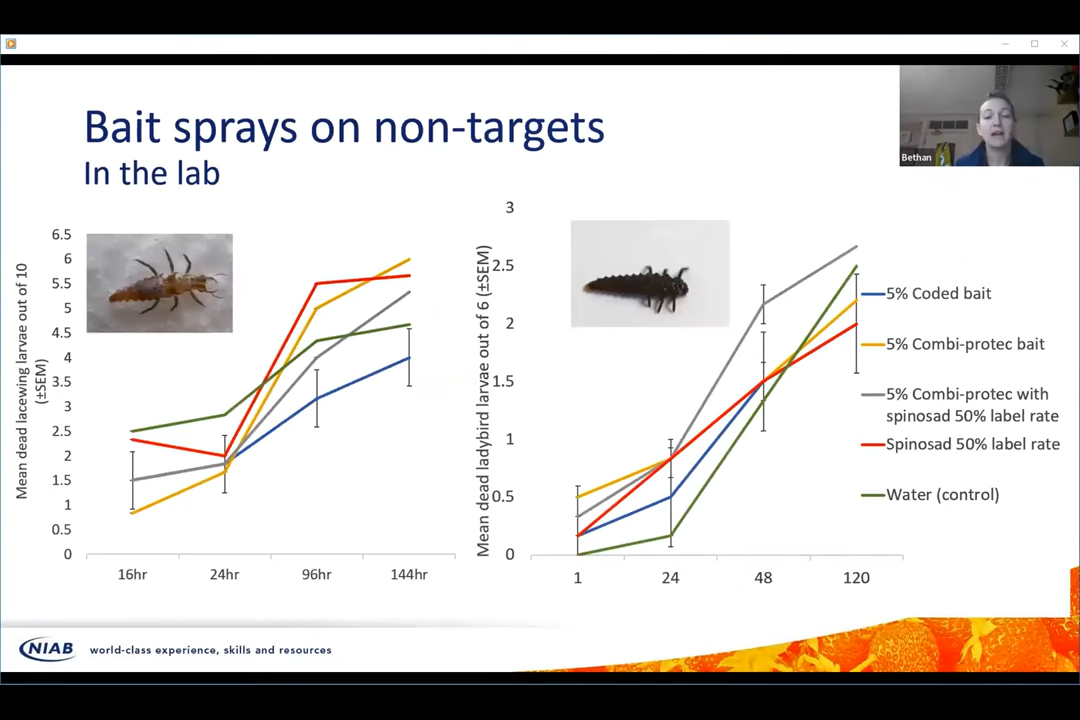 Bait sprays on non-targets
In the lab
Bethan
Mean dead lacewing larvae out of 10
(±SEM)
6.5
6
5.5
5
4.5
4
3.5
3
2.5
2
1.5
1
0.5
0
16hr
24hr
96hr
144hr
Mean dead ladybird larvae out of 6 (±SEM)
3
2.5
2
1.5
1
0.5
0
1
24
48
120
5% Coded bait
5% Combi-protec bait
5% Combi-protec with
spinosad 50% label rate
Spinosad 50% label rate
Water (control)
NIAB
world-class experience, skills and resources